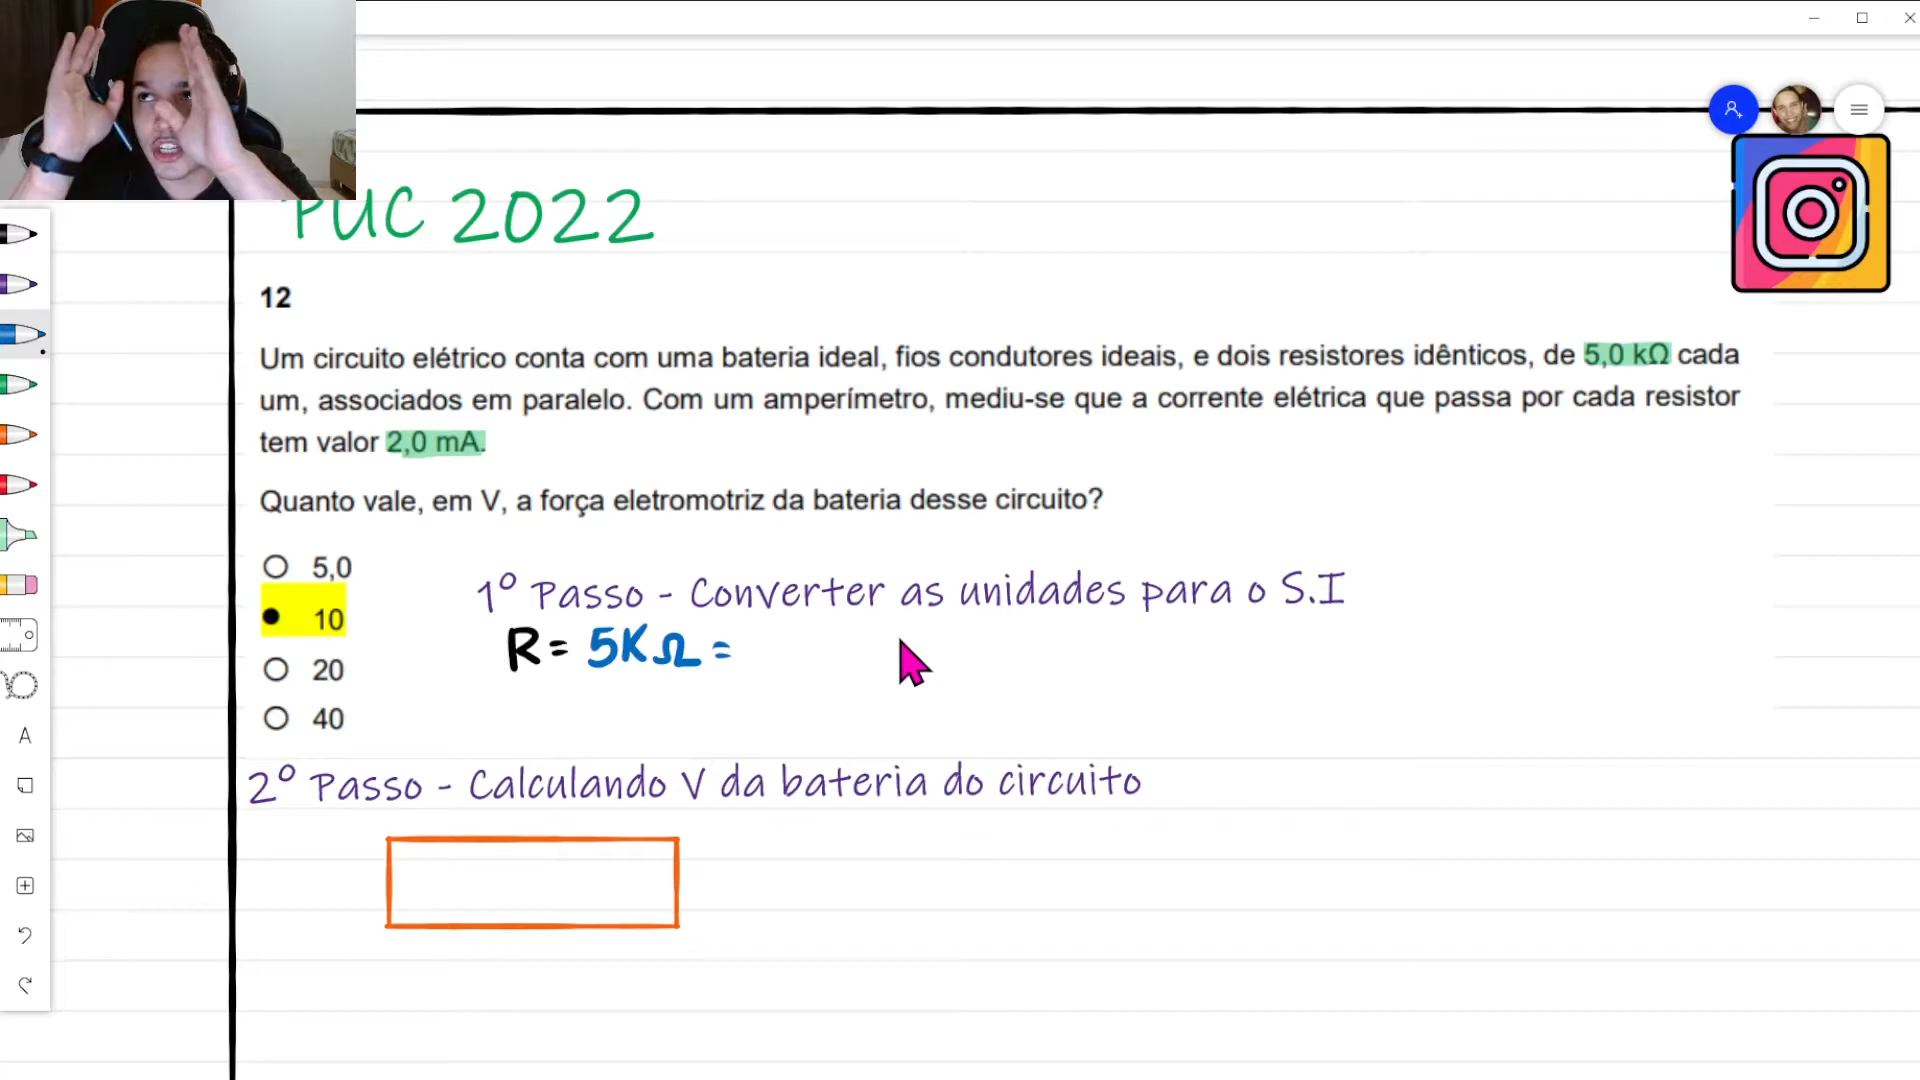 PUC 2022
12
Um circuito elétrico conta com uma bateria ideal, fios condutores ideais, e dois resistores idênticos, de 5,0 kΩ cada
um, associados em paralelo. Com um amperímetro, mediu-se que a corrente elétrica que passa por cada resistor
tem valor 2,0 mA.
Quanto vale, em V, a força eletromotriz da bateria desse circuito?
5,0
10
20
40
1º Passo - Converter as unidades para o S.I
R = 5KΩ =
2º Passo - Calculando V da bateria do circuito
A